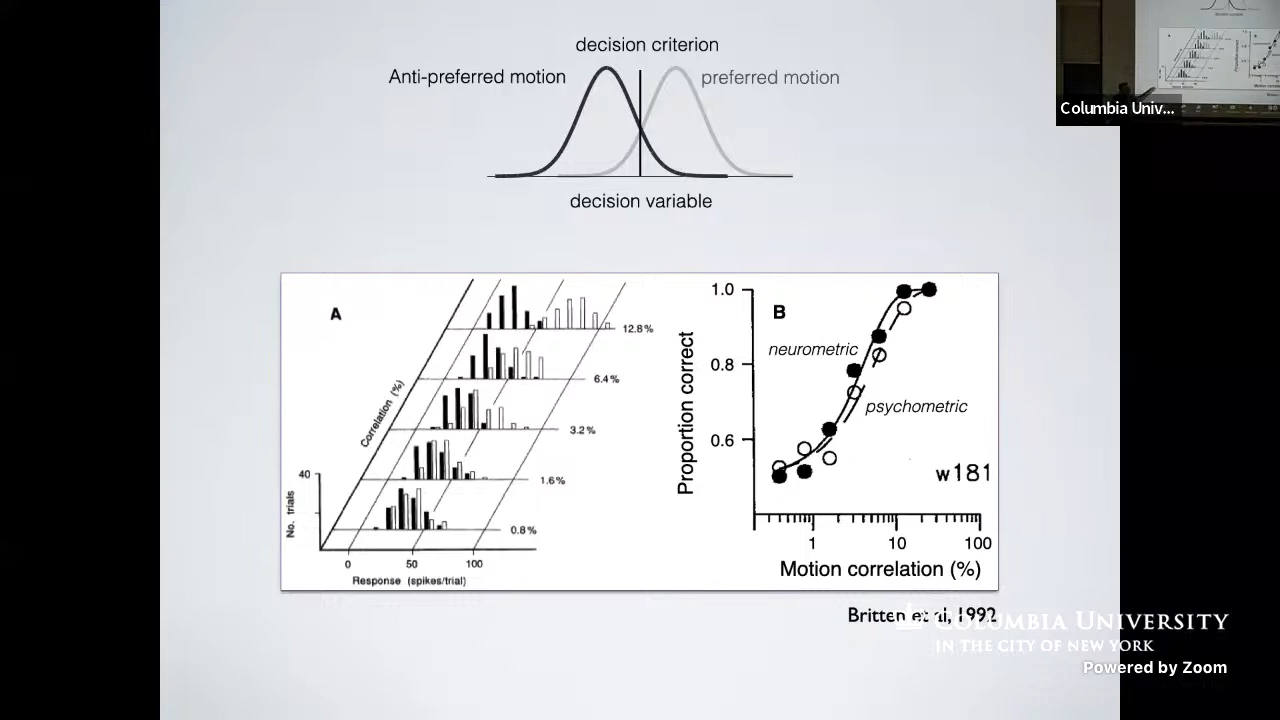 decision criterion
Anti-preferred motion
preferred motion
decision variable
Columbia Univ...
A
12.8%
6.4%
3.2%
1.6%
0.8%
Correlation (%)
40
No. trials
0 50 100
Response (spikes/trial)
B
1.0
0.8
0.6
Proportion correct
neurometric
psychometric
w181
1 10 100
Motion correlation (%)
Britten et al, 1992
COLUMBIA UNIVERSITY
IN THE CITY OF NEW YORK
Powered by Zoom